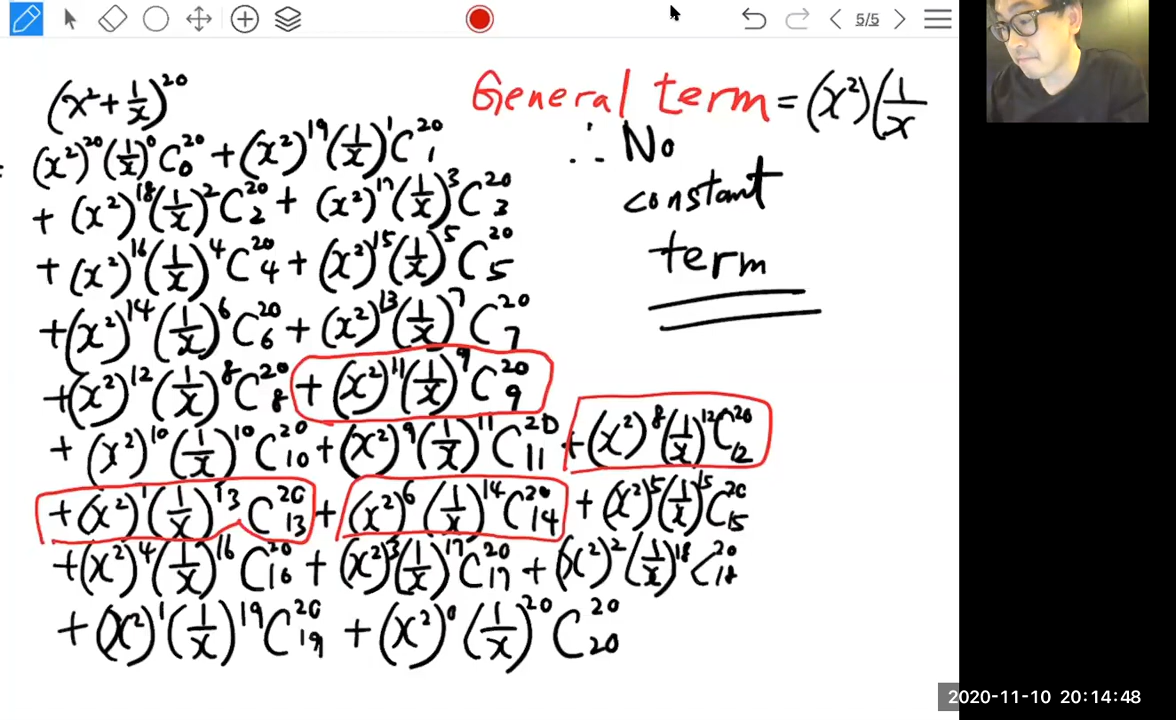 5/5
(x²+1/x)²⁰
General term = (x²)(1/x
= (x²)²⁰(1/x)⁰C₀²⁰ + (x²)¹⁹(1/x)¹C₁²⁰
∴ No
constant
term
+ (x²)¹⁸(1/x)²C₂²⁰ + (x²)¹⁷(1/x)³C₃²⁰
+ (x²)¹⁶(1/x)⁴C₄²⁰ + (x²)¹⁵(1/x)⁵C₅²⁰
+ (x²)¹⁴(1/x)⁶C₆²⁰ + (x²)¹³(1/x)⁷C₇²⁰
+ (x²)¹²(1/x)⁸C₈²⁰ + (x²)¹¹(1/x)⁹C₉²⁰
+ (x²)¹⁰(1/x)¹⁰C₁₀²⁰ + (x²)⁹(1/x)¹¹C₁₁²⁰ + (x²)⁸(1/x)¹²C₁₂²⁰
+ (x²)⁷(1/x)¹³C₁₃²⁰ + (x²)⁶(1/x)¹⁴C₁₄²⁰ + (x²)⁵(1/x)¹⁵C₁₅²⁰
+ (x²)⁴(1/x)¹⁶C₁₆²⁰ + (x²)³(1/x)¹⁷C₁₇²⁰ + (x²)²(1/x)¹⁸C₁₈²⁰
+ (x²)¹(1/x)¹⁹C₁₉²⁰ + (x²)⁰(1/x)²⁰C₂₀²⁰
2020-11-10 20:14:48